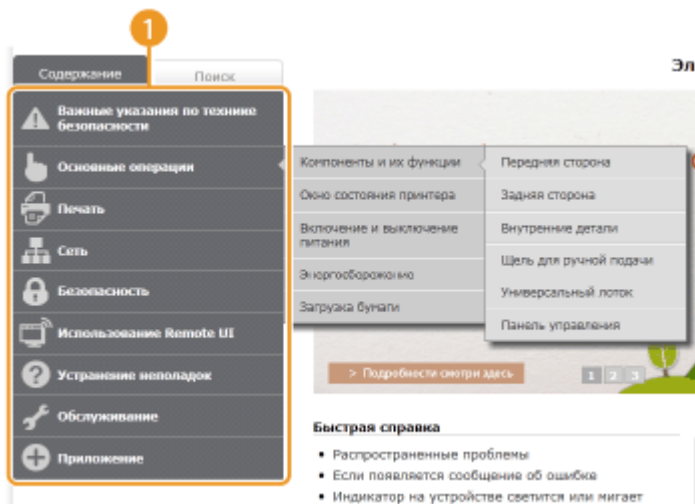 1
Содержание
Поиск
Эл
Важные указания по технике
безопасности
Основные операции
Печать
Сеть
Безопасность
Использование Remote UI
Устранение неполадок
Обслуживание
Приложение
Компоненты и их функции
Окно состояния принтера
Включение и выключение
питания
Энергосбережение
Загрузка бумаги
Передняя сторона
Задняя сторона
Внутренние детали
Щель для ручной подачи
Универсальный лоток
Панель управления
> Подробности смотри здесь
1 2 3
Быстрая справка
• Распространенные проблемы
• Если появляется сообщение об ошибке
• Индикатор на устройстве светится или мигает